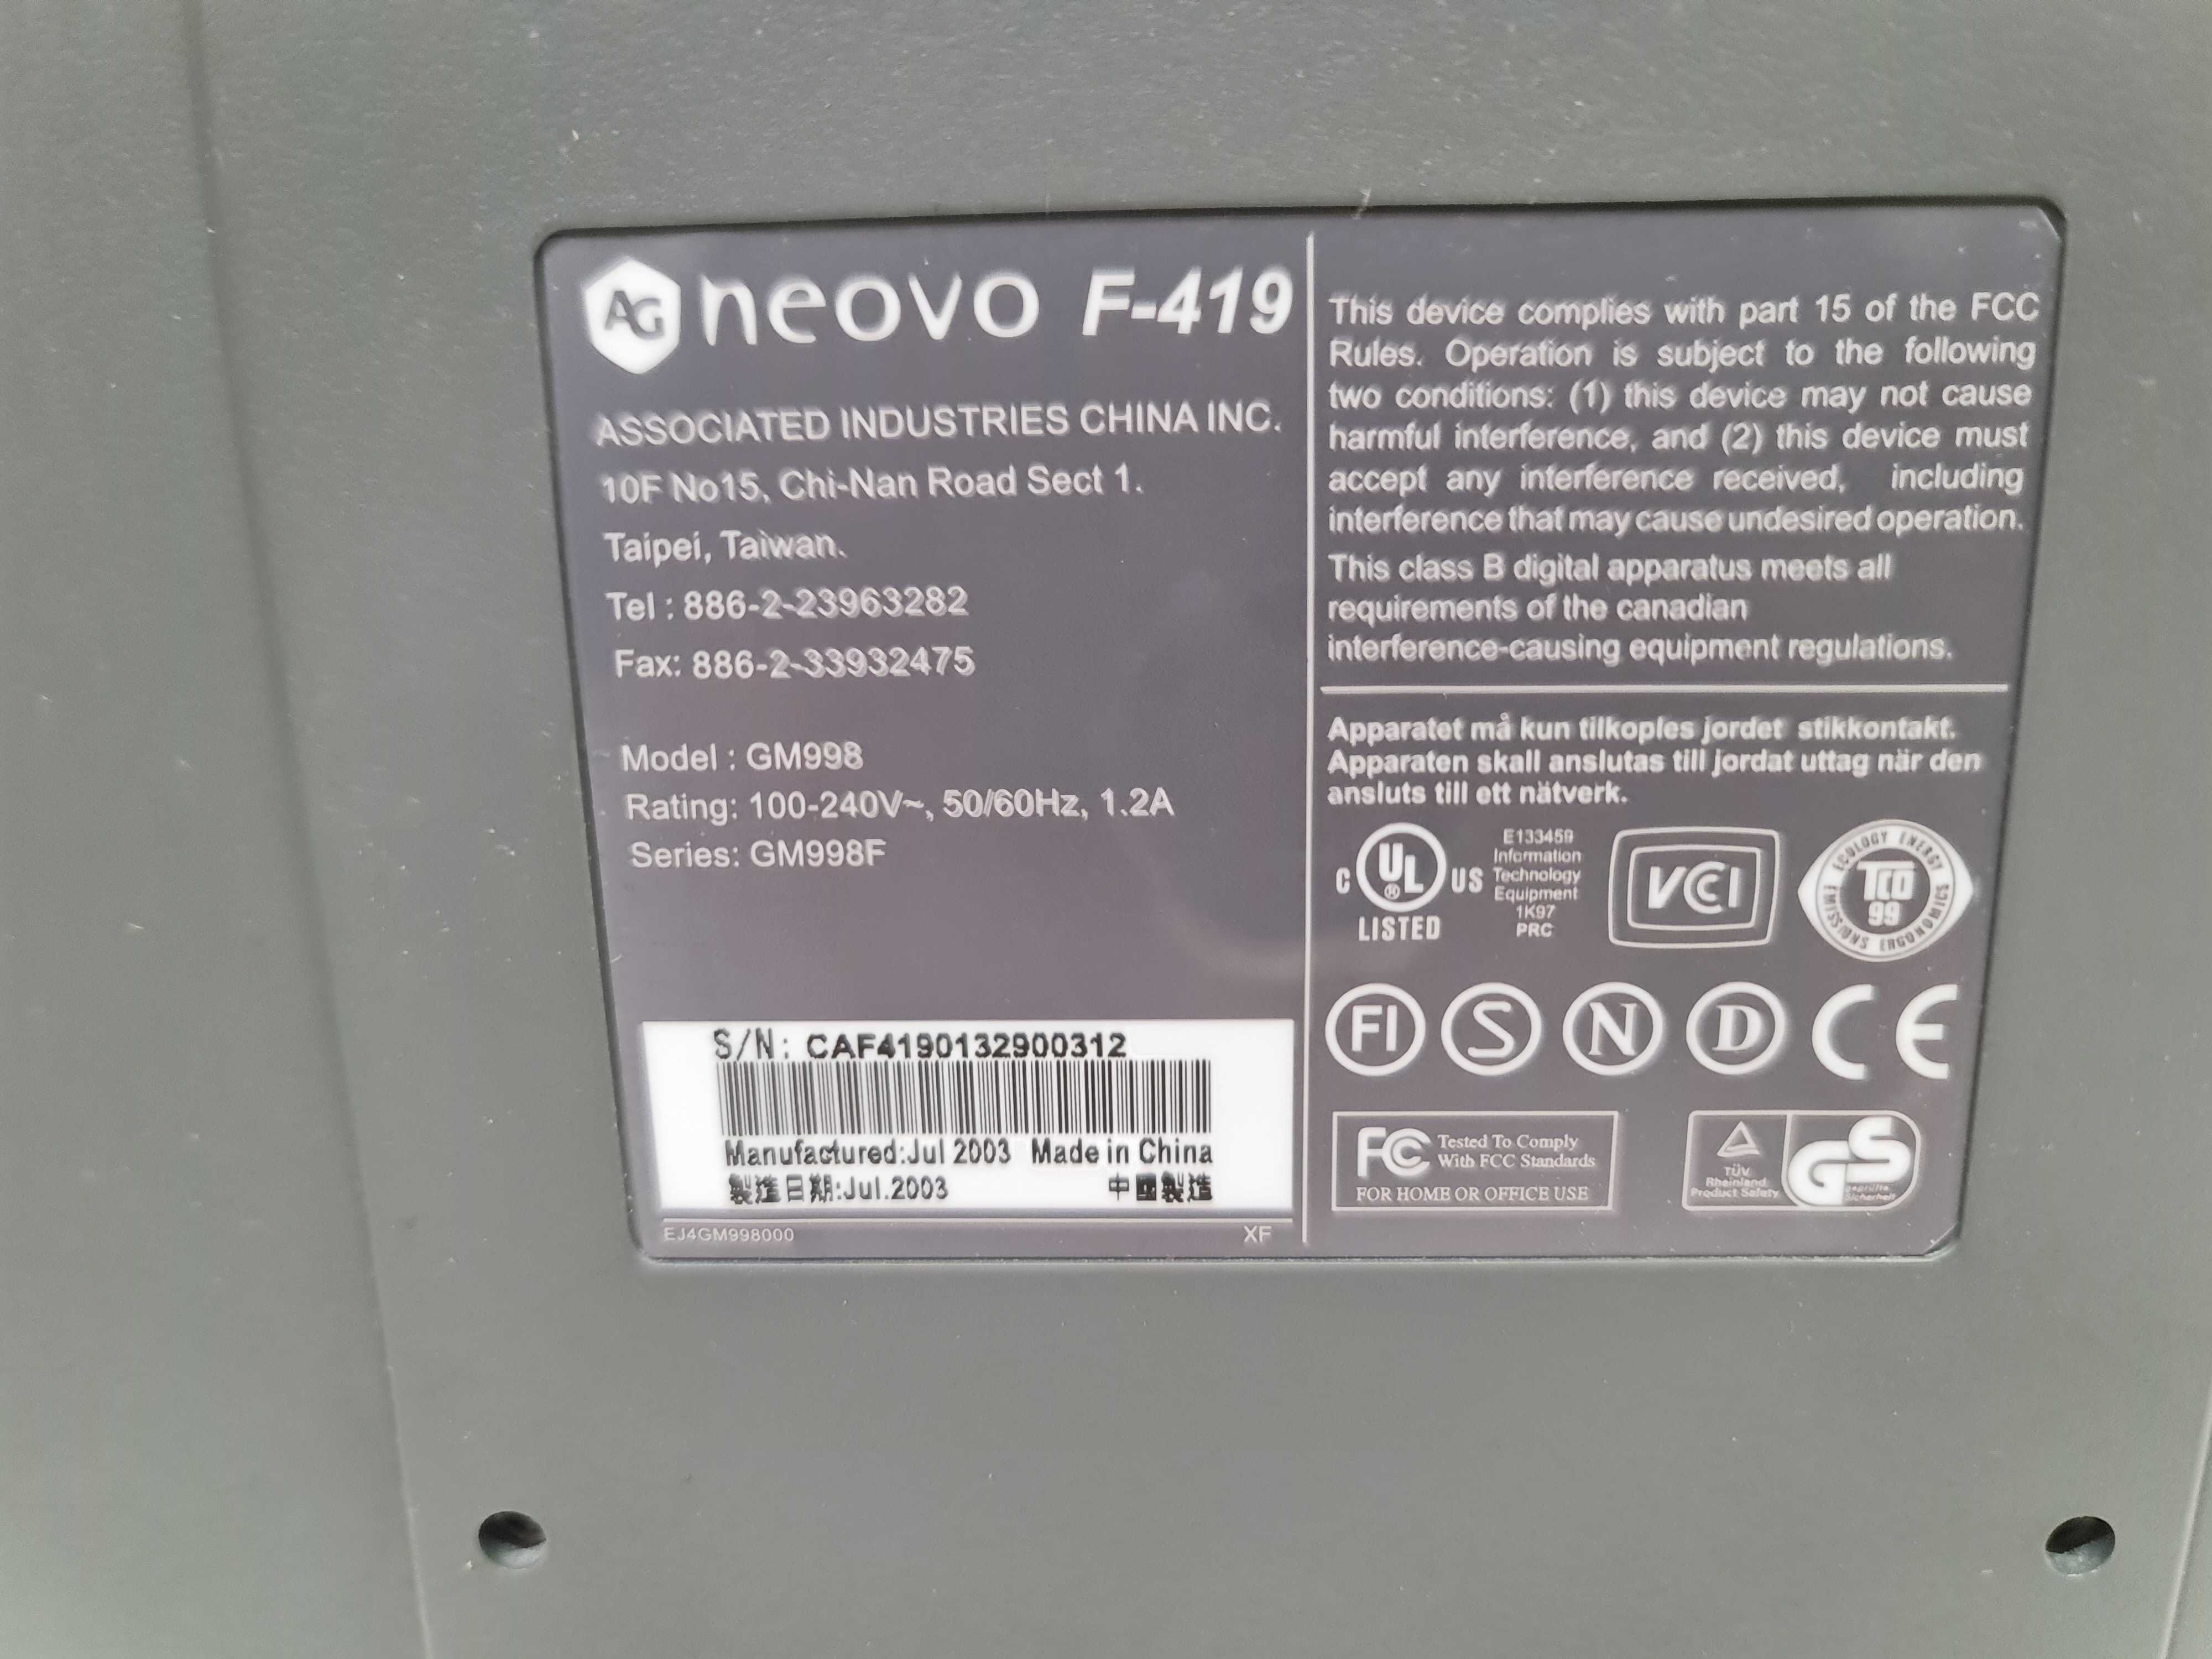 AG neovo F-419
ASSOCIATED INDUSTRIES CHINA INC.
10F No15, Chi-Nan Road Sect 1.
Taipei, Taiwan.
Tel : 886-2-23963282
Fax: 886-2-33932475
Model : GM998
Rating: 100-240V~, 50/60Hz, 1.2A
Series: GM998F
S/N: CAF4190132900312
Manufactured:Jul 2003 Made in China
製造日期:Jul.2003 中國製造
EJ4GM998000 XF
This device complies with part 15 of the FCC
Rules. Operation is subject to the following
two conditions: (1) this device may not cause
harmful interference, and (2) this device must
accept any interference received, including
interference that may cause undesired operation.
This class B digital apparatus meets all
requirements of the canadian
interference-causing equipment regulations.
Apparatet må kun tilkoples jordet stikkontakt.
Apparaten skall anslutas till jordat uttag när den
ansluts till ett nätverk.
C UL ® US
LISTED
E133459
Information
Technology
Equipment
1K97
PRC
VCCI
ECOLOGY ENERGY
TCO
99
EMISSIONS ERGONOMICS
FI S N D CE
FC Tested To Comply
With FCC Standards
FOR HOME OR OFFICE USE
TÜV
Rheinland
Product Safety
GS
geprüfte
Sicherheit